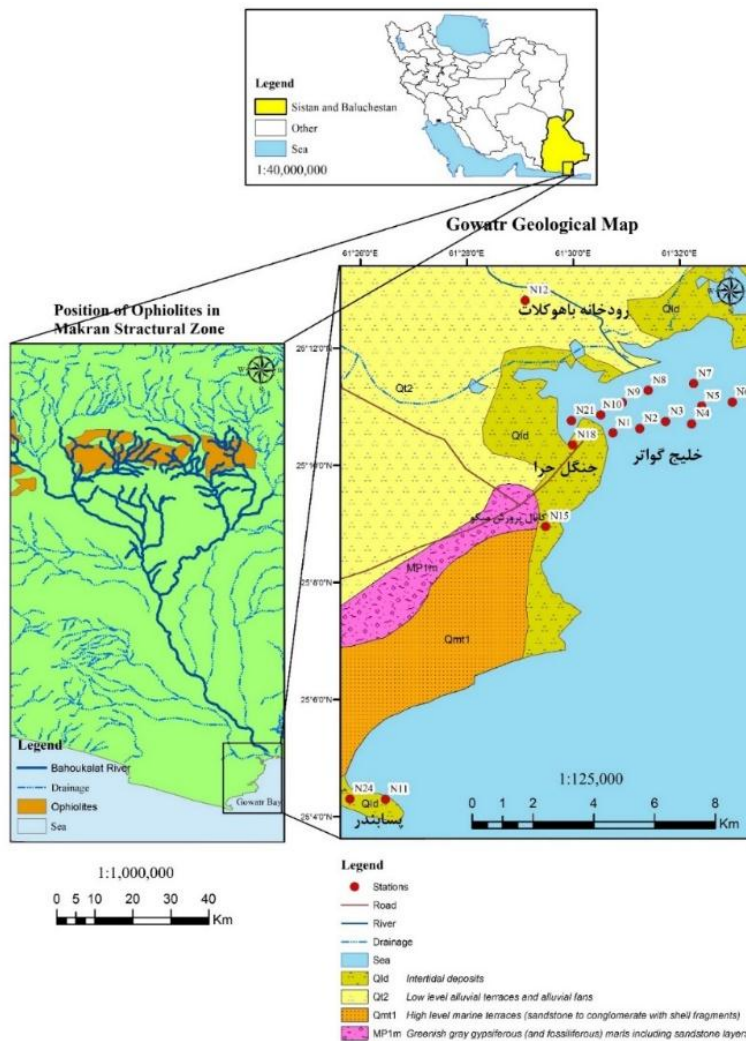 Legend
Sistan and Baluchestan
Other
Sea
1:40,000,000
Gowatr Geological Map
Position of Ophiolites in
Makran Stractural Zone
61°26'0"E
61°28'0"E
61°30'0"E
61°32'0"E
25°12'0"N
25°10'0"N
25°8'0"N
25°6'0"N
25°4'0"N
N12
رودخانه باهوکلات
Qld
Qt2
N7
N8
N6
N9
N5
N10
N3
N4
N21
N1
N2
N18
Qld
جنگل حرا
خلیج گواتر
کانال پرورش میگو
N15
MP1m
Qmt1
N24
N11
Qld
پسابندر
1:125,000
0 2 4 6 8
Km
Legend
Bahoukalat River
Drainage
Ophiolites
Sea
Gowatr Bay
1:1,000,000
0 5 10 20 30 40
Km
Legend
Stations
Road
River
Drainage
Sea
Qld Intertidal deposits
Qt2 Low level alluvial terraces and alluvial fans
Qmt1 High level marine terraces (sandstone to conglomerate with shell fragments)
MP1m Greenish gray gypsiferous (and fossiliferous) marls including sandstone layers